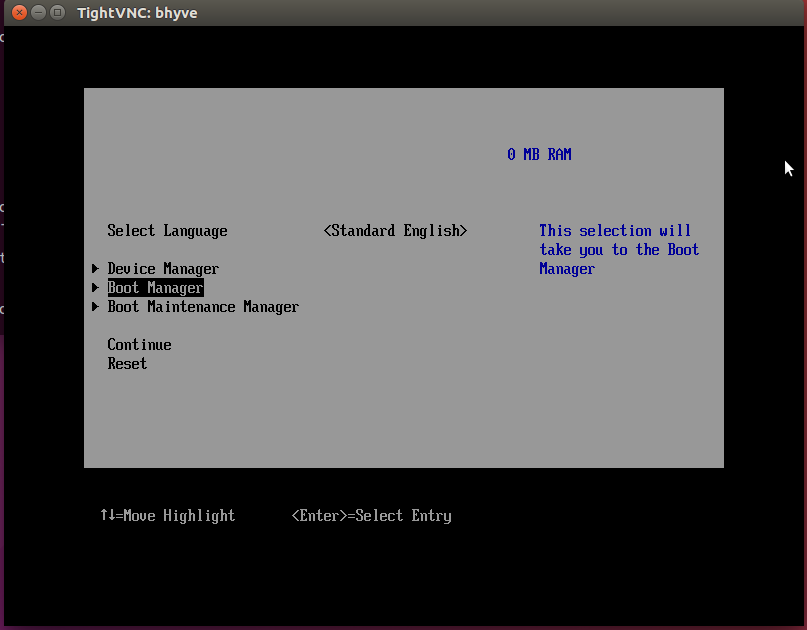 TightVNC: bhyve
0 MB RAM
Select Language <Standard English> This selection will
take you to the Boot
Device Manager Manager
Boot Manager
Boot Maintenance Manager
Continue
Reset
↑↓=Move Highlight <Enter>=Select Entry